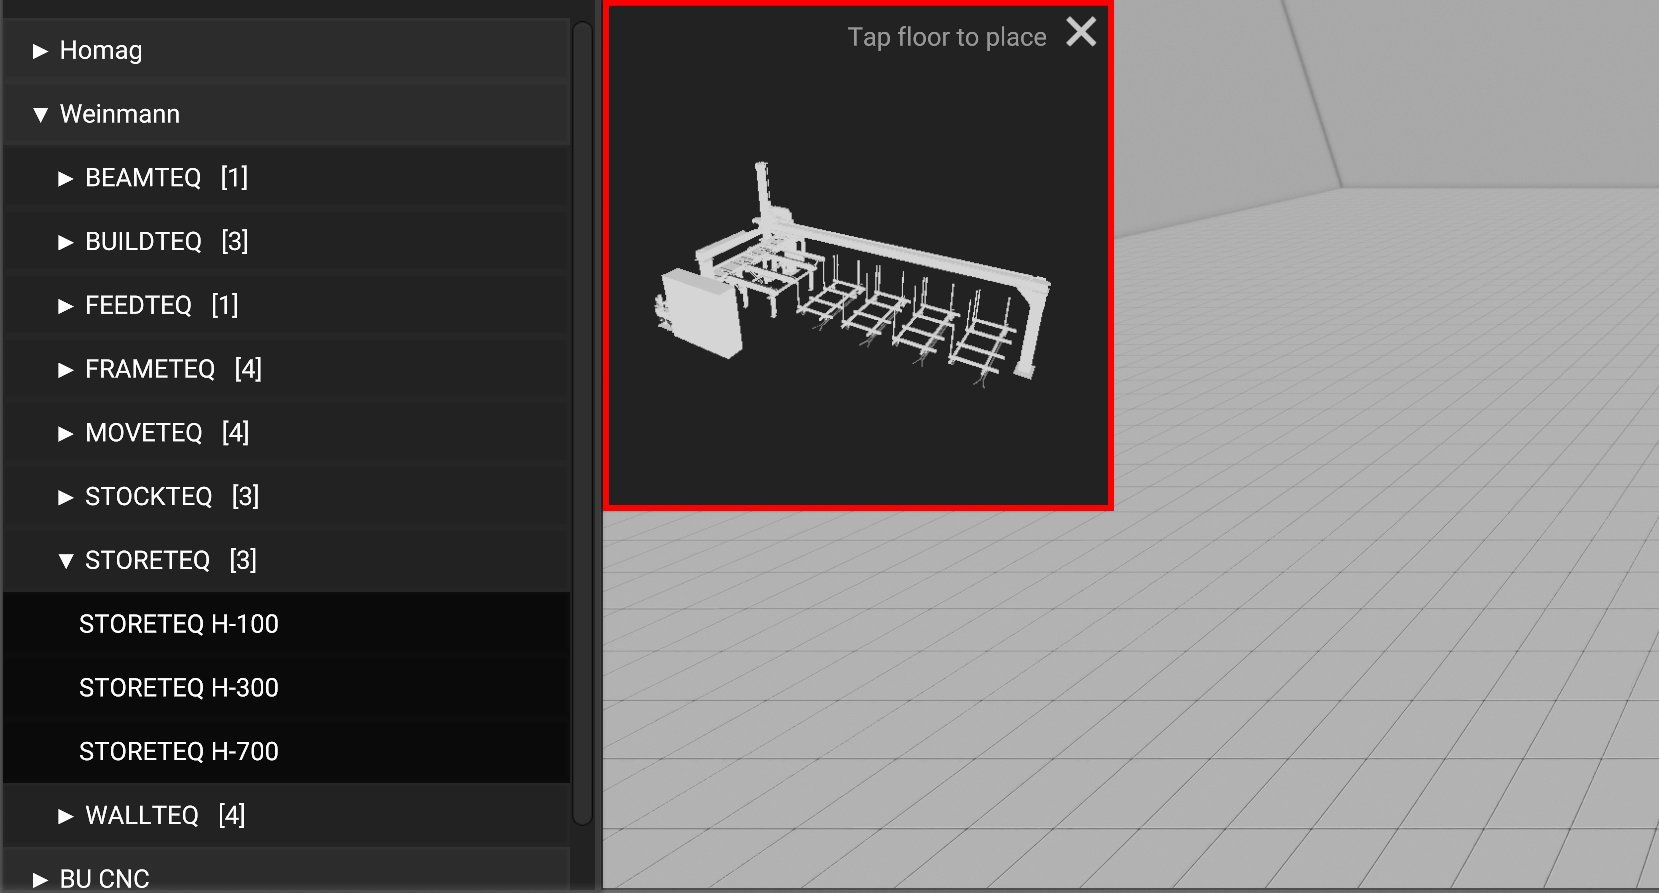 Homag
Weinmann
BEAMTEQ [1]
BUILDTEQ [3]
FEEDTEQ [1]
FRAMETEQ [4]
MOVETEQ [4]
STOCKTEQ [3]
STORETEQ [3]
STORETEQ H-100
STORETEQ H-300
STORETEQ H-700
WALLTEQ [4]
BU CNC
Tap floor to place